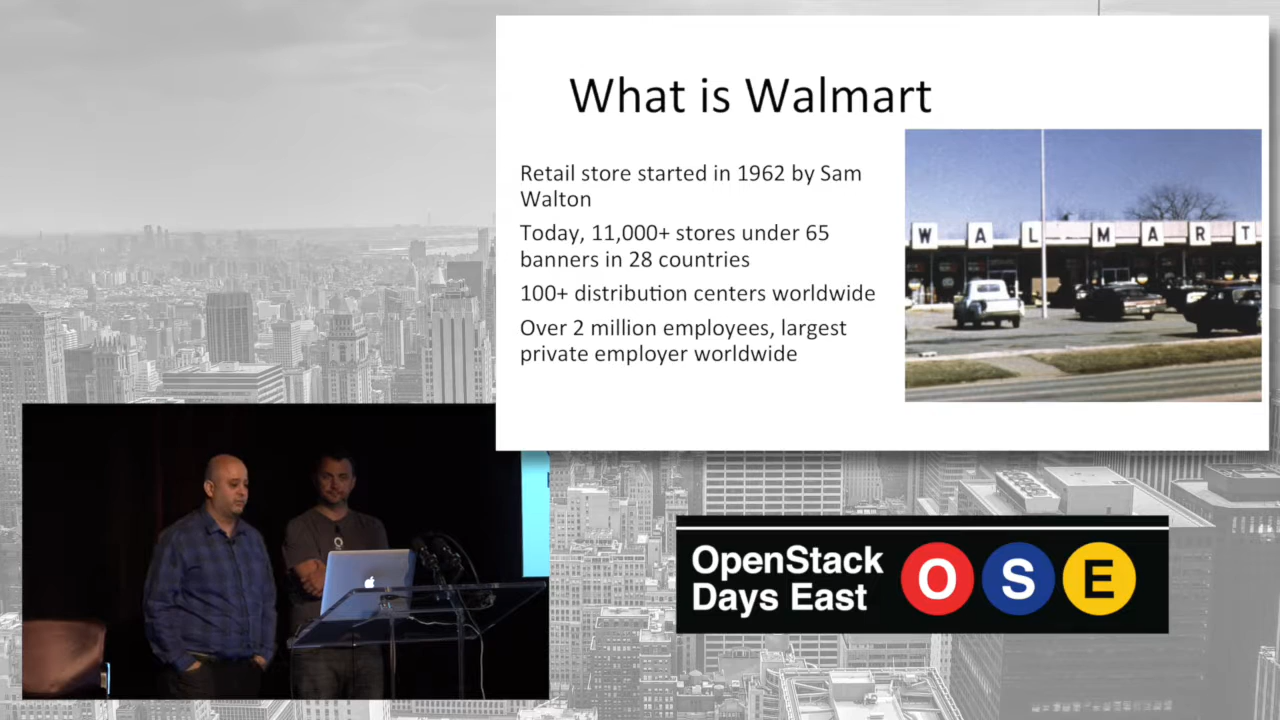 What is Walmart
Retail store started in 1962 by Sam
Walton
Today, 11,000+ stores under 65
banners in 28 countries
100+ distribution centers worldwide
Over 2 million employees, largest
private employer worldwide
W A L M A R T
OpenStack
Days East
O S E